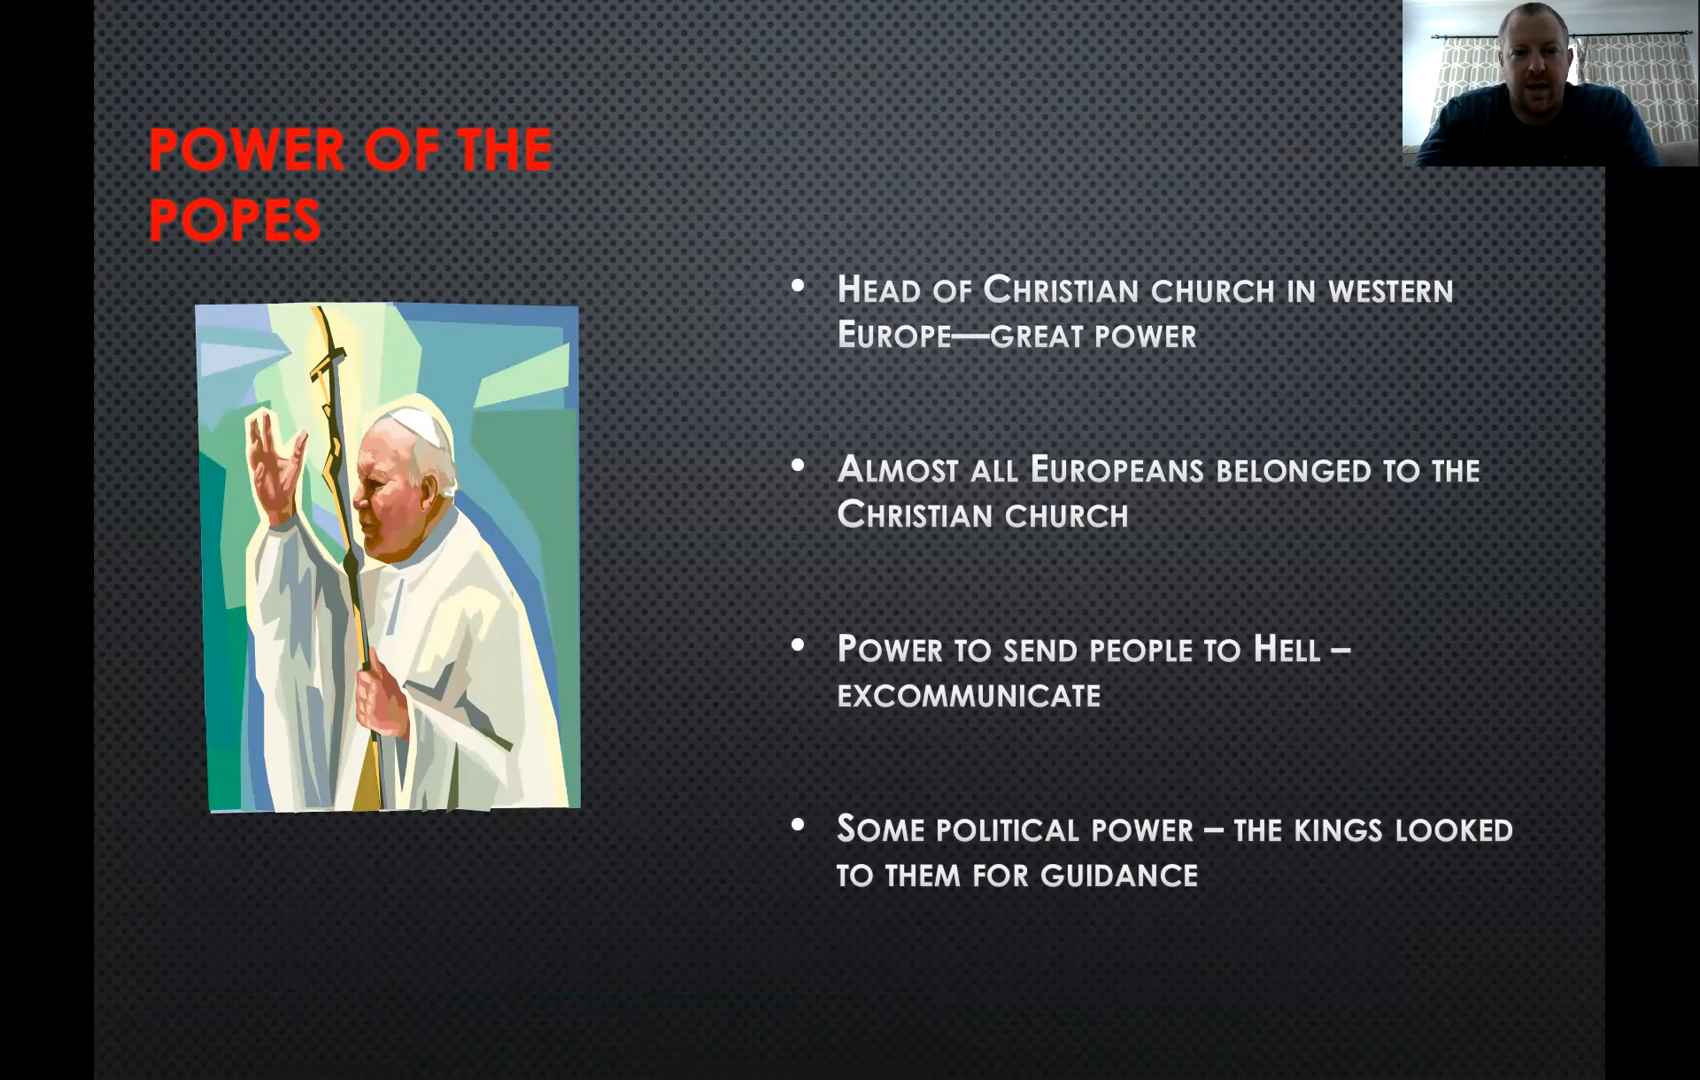 POWER OF THE
POPES
• HEAD OF CHRISTIAN CHURCH IN WESTERN
EUROPE—GREAT POWER
• ALMOST ALL EUROPEANS BELONGED TO THE
CHRISTIAN CHURCH
• POWER TO SEND PEOPLE TO HELL –
EXCOMMUNICATE
• SOME POLITICAL POWER – THE KINGS LOOKED
TO THEM FOR GUIDANCE